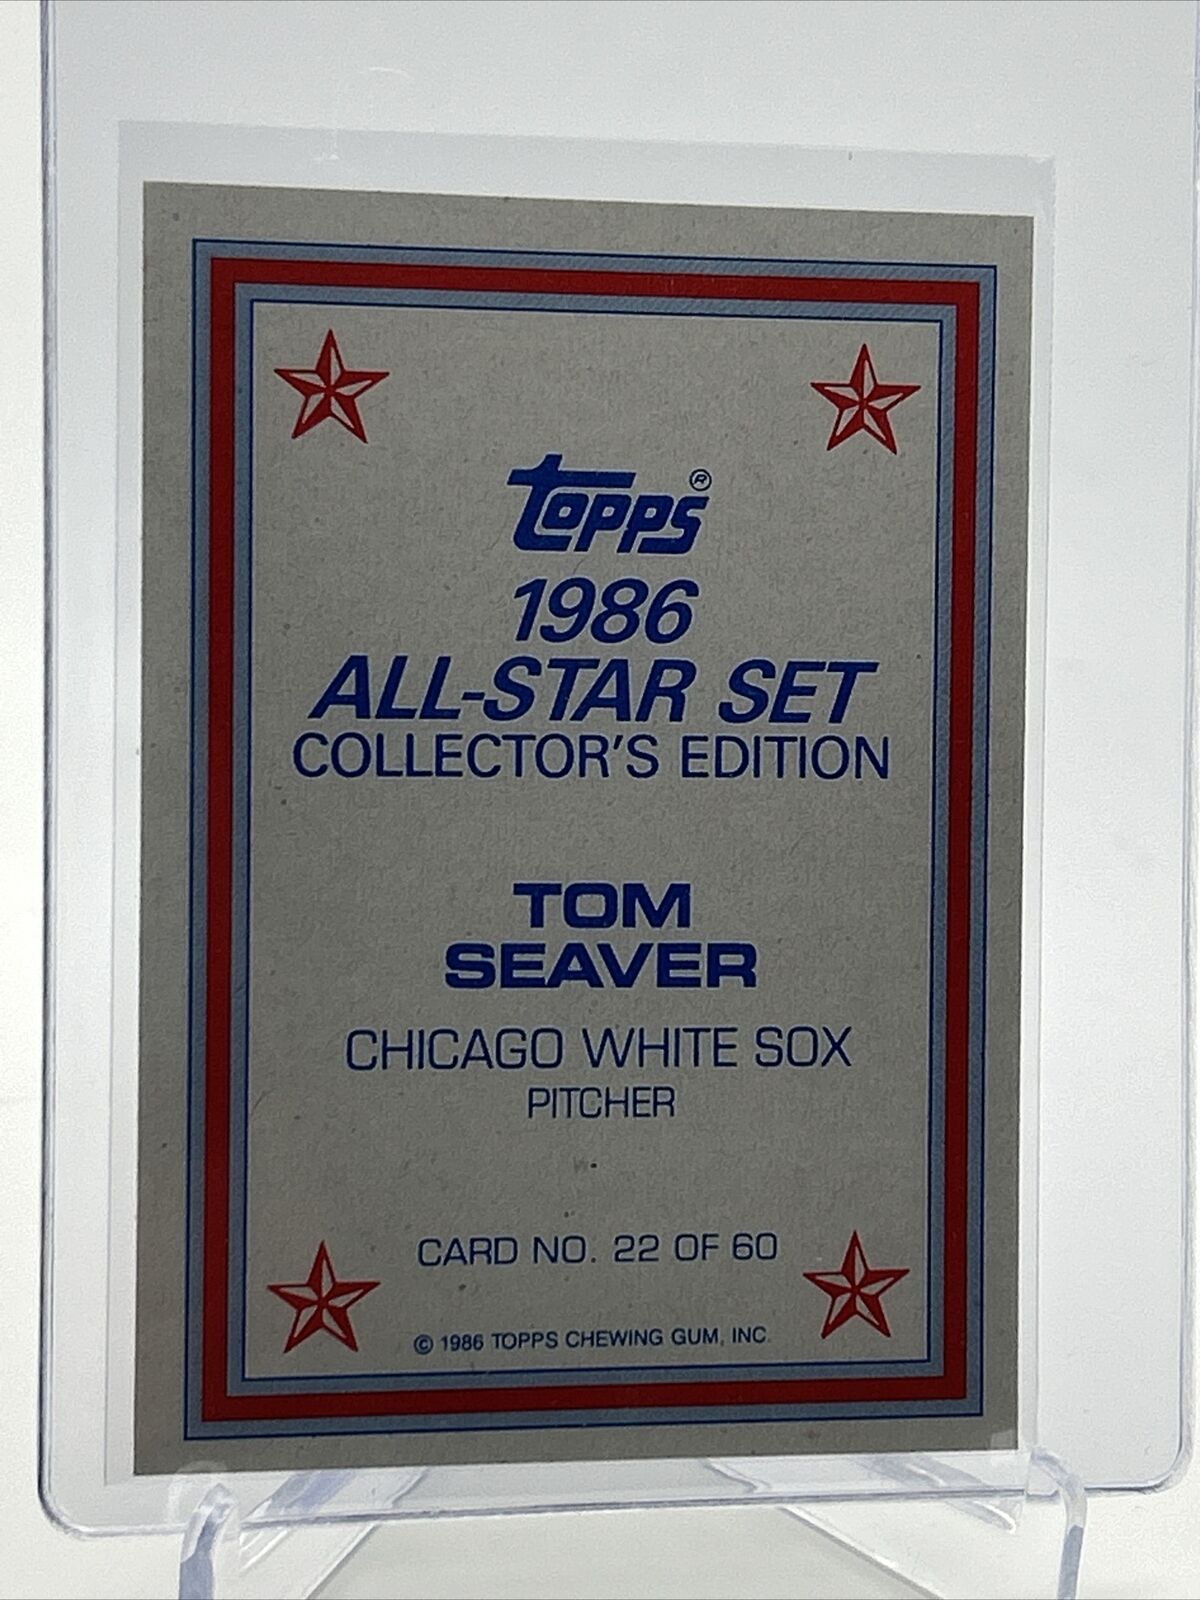 Topps®
1986
ALL-STAR SET
COLLECTOR'S EDITION
TOM
SEAVER
CHICAGO WHITE SOX
PITCHER
CARD NO. 22 OF 60
© 1986 TOPPS CHEWING GUM, INC.